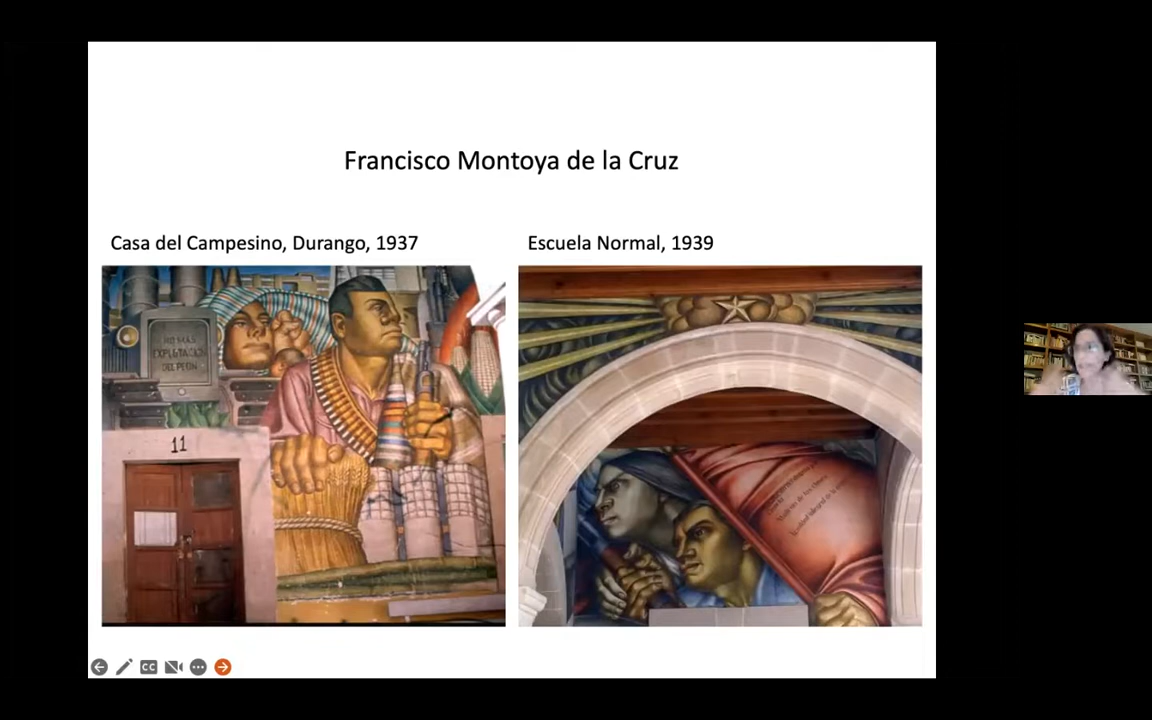 Francisco Montoya de la Cruz
Casa del Campesino, Durango, 1937
Escuela Normal, 1939
NO MAS
EXPLOTACION
DEL PEON
11
CC